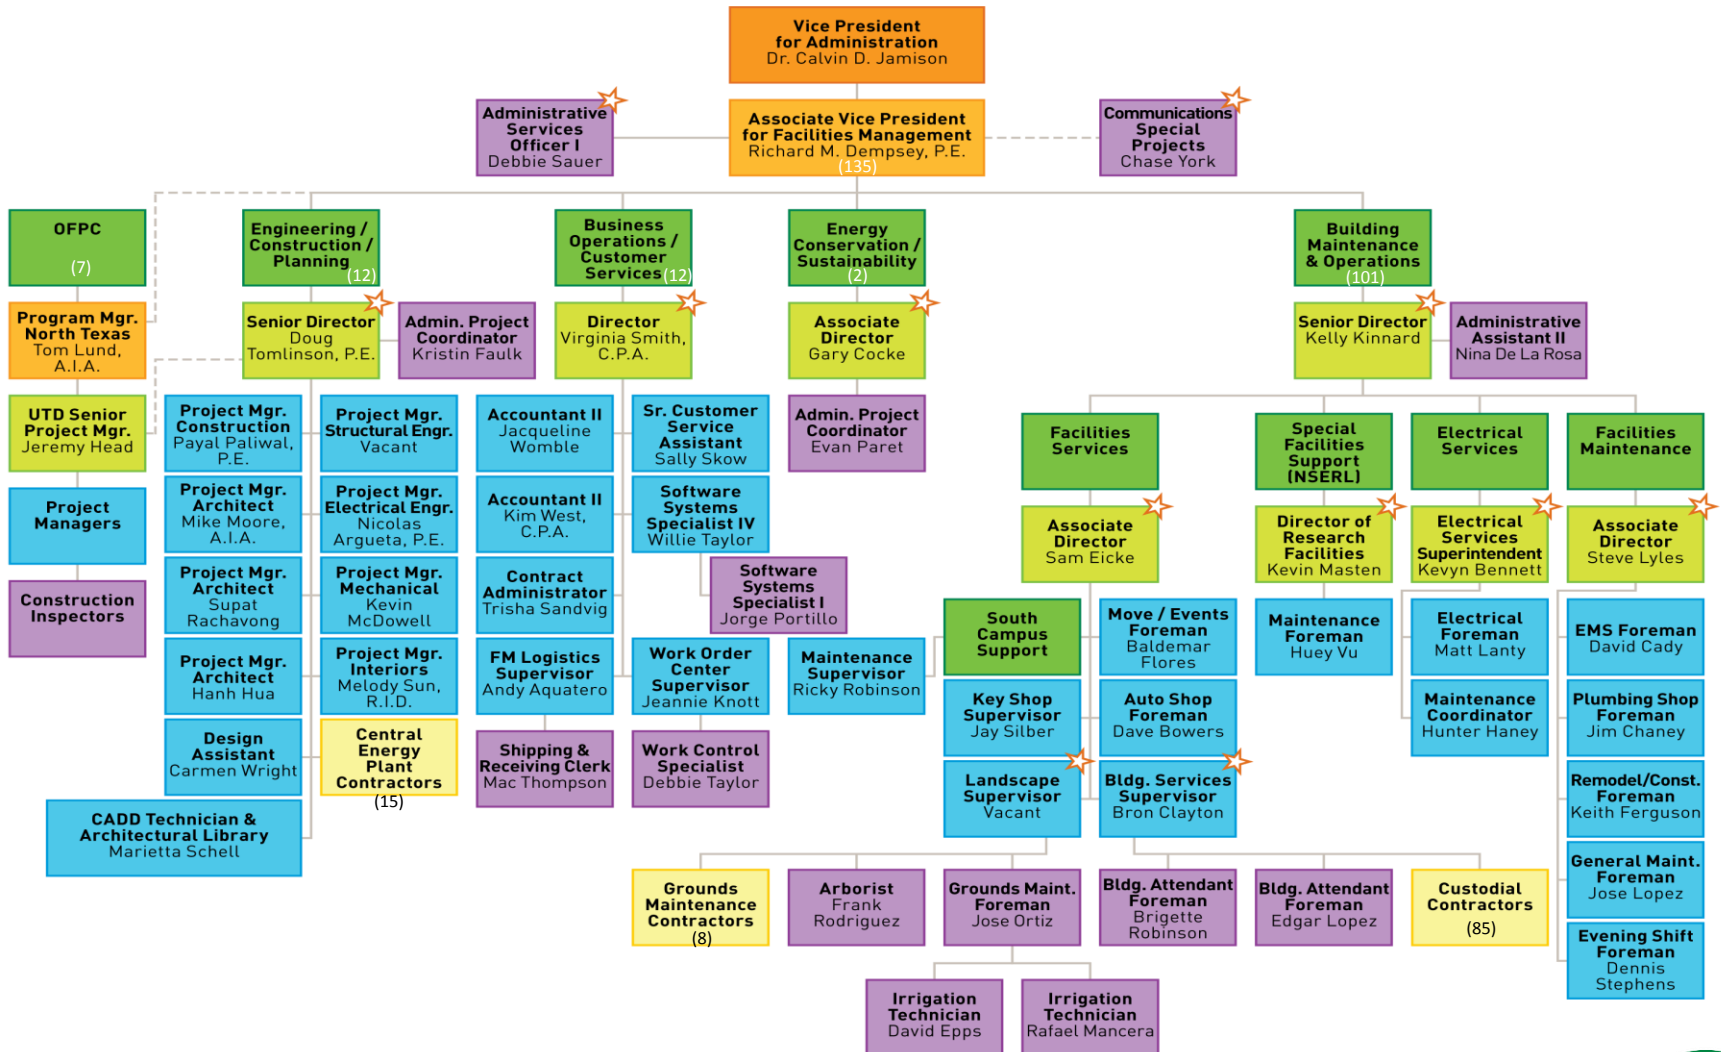 Vice President
for Administration
Dr. Calvin D. Jamison
Administrative
Services
Officer I
Debbie Sauer
Associate Vice President
for Facilities Management
Richard M. Dempsey, P.E.
(135)
Communications
Special
Projects
Chase York
OFPC
(7)
Engineering /
Construction /
Planning
(12)
Business
Operations /
Customer
Services
(12)
Energy
Conservation /
Sustainability
(2)
Building
Maintenance
& Operations
(101)
Program Mgr.
North Texas
Tom Lund,
A.I.A.
Senior Director
Doug
Tomlinson, P.E.
Admin. Project
Coordinator
Kristin Faulk
Director
Virginia Smith,
C.P.A.
Associate
Director
Gary Cocke
Senior Director
Kelly Kinnard
Administrative
Assistant II
Nina De La Rosa
UTD Senior
Project Mgr.
Jeremy Head
Project Mgr.
Construction
Payal Paliwal,
P.E.
Project Mgr.
Structural Engr.
Vacant
Accountant II
Jacqueline
Womble
Sr. Customer
Service
Assistant
Sally Skow
Admin. Project
Coordinator
Evan Paret
Facilities
Services
Special
Facilities
Support
(NSERL)
Electrical
Services
Facilities
Maintenance
Project
Managers
Project Mgr.
Architect
Mike Moore,
A.I.A.
Project Mgr.
Electrical Engr.
Nicolas
Argueta, P.E.
Accountant II
Kim West,
C.P.A.
Software
Systems
Specialist IV
Willie Taylor
Associate
Director
Sam Eicke
Director of
Research
Facilities
Kevin Masten
Electrical
Services
Superintendent
Kevyn Bennett
Associate
Director
Steve Lyles
Construction
Inspectors
Project Mgr.
Architect
Supat
Rachavong
Project Mgr.
Mechanical
Kevin
McDowell
Contract
Administrator
Trisha Sandvig
Software
Systems
Specialist I
Jorge Portillo
South
Campus
Support
Move / Events
Foreman
Baldemar
Flores
Maintenance
Foreman
Huey Vu
Electrical
Foreman
Matt Lanty
EMS Foreman
David Cady
Project Mgr.
Architect
Hanh Hua
Project Mgr.
Interiors
Melody Sun,
R.I.D.
FM Logistics
Supervisor
Andy Aquatero
Work Order
Center
Supervisor
Jeannie Knott
Maintenance
Supervisor
Ricky Robinson
Key Shop
Supervisor
Jay Silber
Auto Shop
Foreman
Dave Bowers
Maintenance
Coordinator
Hunter Haney
Plumbing Shop
Foreman
Jim Chaney
Design
Assistant
Carmen Wright
Central
Energy
Plant
Contractors
(15)
Shipping &
Receiving Clerk
Mac Thompson
Work Control
Specialist
Debbie Taylor
Landscape
Supervisor
Vacant
Bldg. Services
Supervisor
Bron Clayton
Remodel/Const.
Foreman
Keith Ferguson
CADD Technician &
Architectural Library
Marietta Schell
Grounds
Maintenance
Contractors
(8)
Arborist
Frank
Rodriguez
Grounds Maint.
Foreman
Jose Ortiz
Bldg. Attendant
Foreman
Brigette
Robinson
Bldg. Attendant
Foreman
Edgar Lopez
Custodial
Contractors
(85)
General Maint.
Foreman
Jose Lopez
Evening Shift
Foreman
Dennis
Stephens
Irrigation
Technician
David Epps
Irrigation
Technician
Rafael Mancera